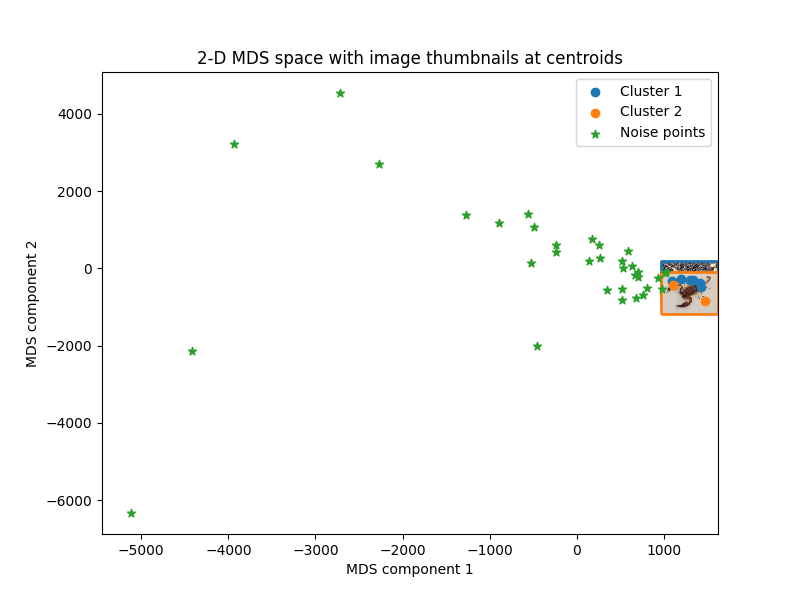 2-D MDS space with image thumbnails at centroids
Cluster 1
Cluster 2
Noise points
4000
2000
0
−2000
−4000
−6000
MDS component 2
−5000 −4000 −3000 −2000 −1000 0 1000
MDS component 1